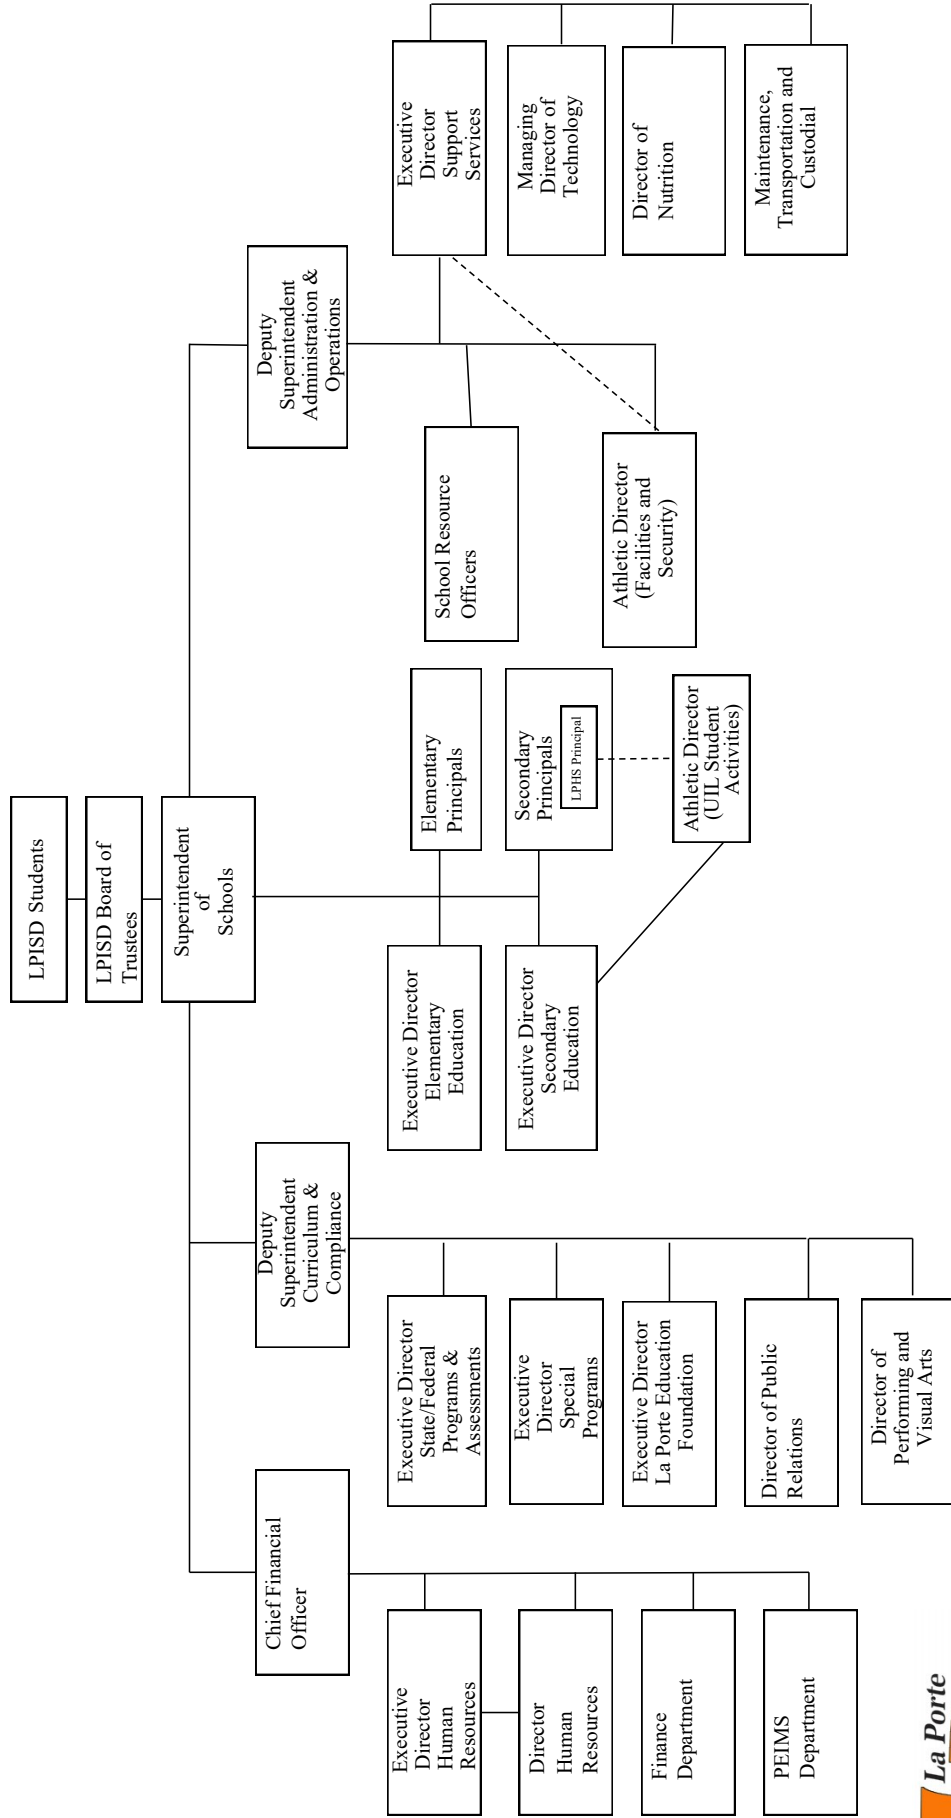 LPISD Students
LPISD Board of
Trustees
Superintendent
of
Schools
Chief Financial
Officer
Deputy
Superintendent
Curriculum &
Compliance
Deputy
Superintendent
Administration &
Operations
Executive
Director
Human
Resources
Director
Human
Resources
Finance
Department
PEIMS
Department
Executive Director
State/Federal
Programs &
Assessments
Executive
Director
Special
Programs
Executive Director
La Porte Education
Foundation
Director of Public
Relations
Director of
Performing and
Visual Arts
Executive Director
Elementary
Education
Executive Director
Secondary
Education
Elementary
Principals
Secondary
Principals
LPHS Principal
Athletic Director
(UIL Student
Activities)
School Resource
Officers
Athletic Director
(Facilities and
Security)
Executive
Director
Support
Services
Managing
Director of
Technology
Director of
Nutrition
Maintenance,
Transportation and
Custodial
La Porte